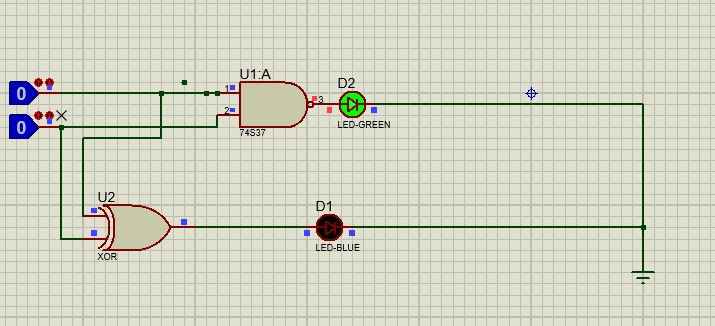 U1:A
D2
0
1
3
0
2
74S37
LED-GREEN
U2
D1
XOR
LED-BLUE